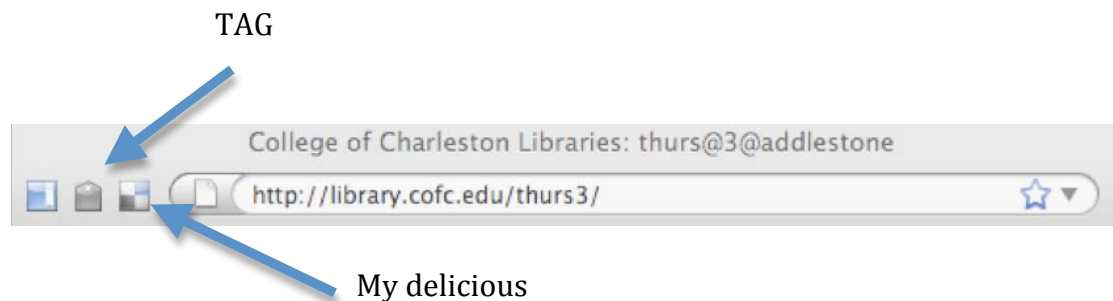 TAG
College of Charleston Libraries: thurs@3@addlestone
http://library.cofc.edu/thurs3/
My delicious